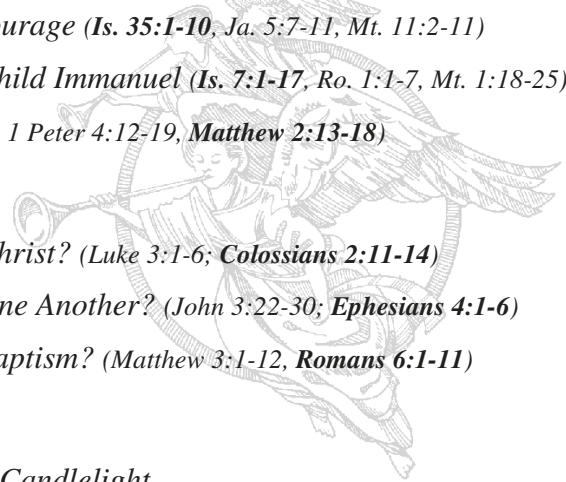 ourage (Is. 35:1-10, Ja. 5:7-11, Mt. 11:2-11)
hild Immanuel (Is. 7:1-17, Ro. 1:1-7, Mt. 1:18-25)
1 Peter 4:12-19, Matthew 2:13-18)
hrist? (Luke 3:1-6; Colossians 2:11-14)
ne Another? (John 3:22-30; Ephesians 4:1-6)
aptism? (Matthew 3:1-12, Romans 6:1-11)
Candlelight